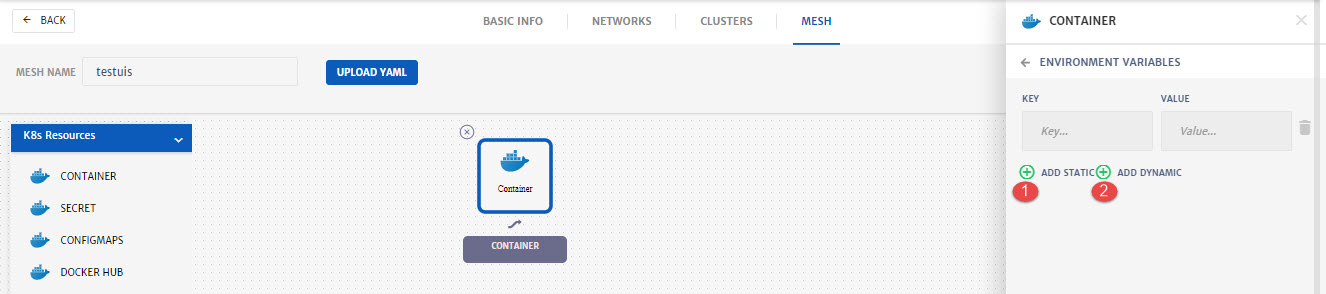 BACK
BASIC INFO
NETWORKS
CLUSTERS
MESH
CONTAINER
MESH NAME
testuis
UPLOAD YAML
ENVIRONMENT VARIABLES
KEY
VALUE
Key...
Value...
ADD STATIC
ADD DYNAMIC
1
2
K8s Resources
CONTAINER
SECRET
CONFIGMAPS
DOCKER HUB
Container
CONTAINER